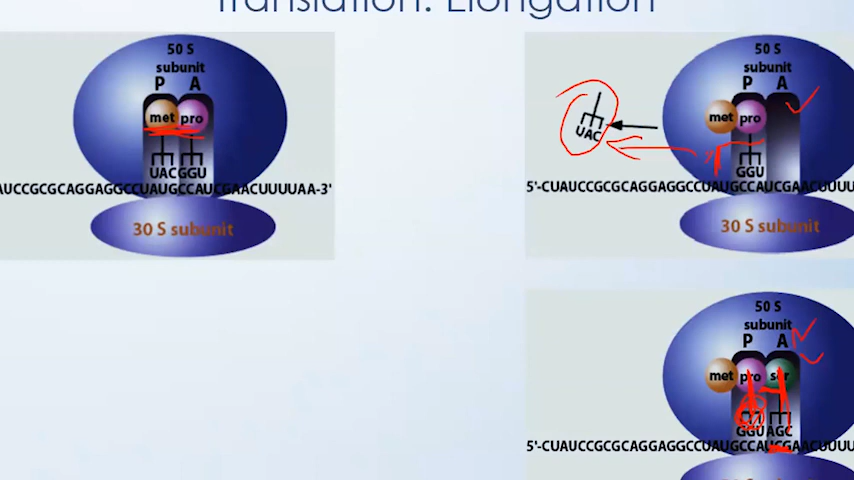 Translation: Elongation
50 S
subunit
P A
met pro
UAC GGU
AUCCGCGCAGGAGGCCUAUGCCAUCGAACUUUUAA-3'
30 S subunit
50 S
subunit
P A
met pro
UAC
GGU
5'-CUAUCCGCGCAGGAGGCCUAUGCCAUCGAACUUUU
30 S subunit
50 S
subunit
P A
met pro ser
GGU AGC
5'-CUAUCCGCGCAGGAGGCCUAUGCCAUCGAACUUUU